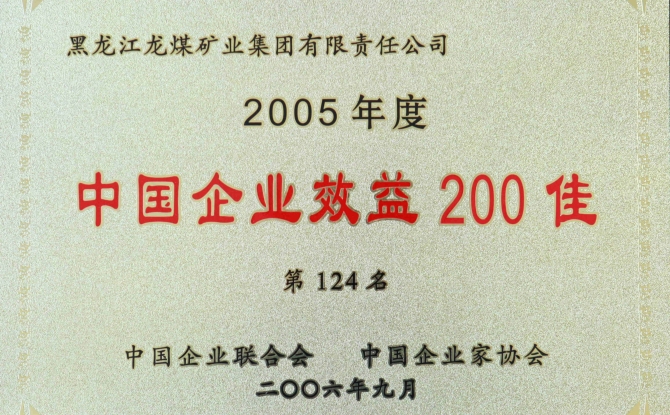 黑龙江龙煤矿业集团有限责任公司
2005年度
中国企业效益200佳
第124名
中国企业联合会 中国企业家协会
二〇〇六年九月